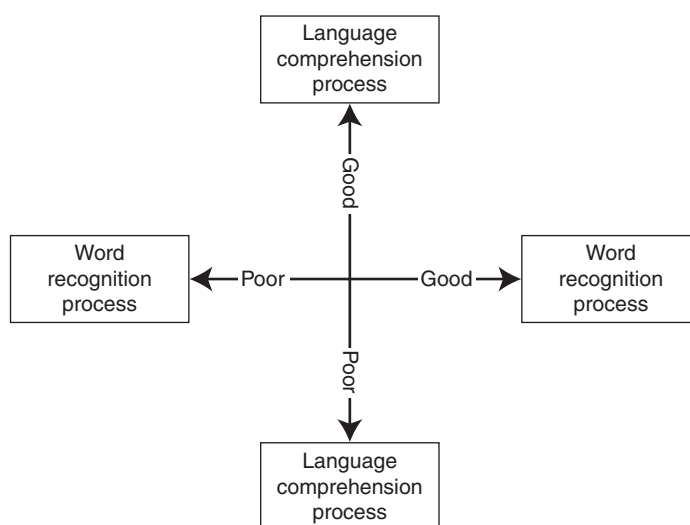 Language
comprehension
process
Good
Word
recognition
process
Poor
Good
Word
recognition
process
Poor
Language
comprehension
process